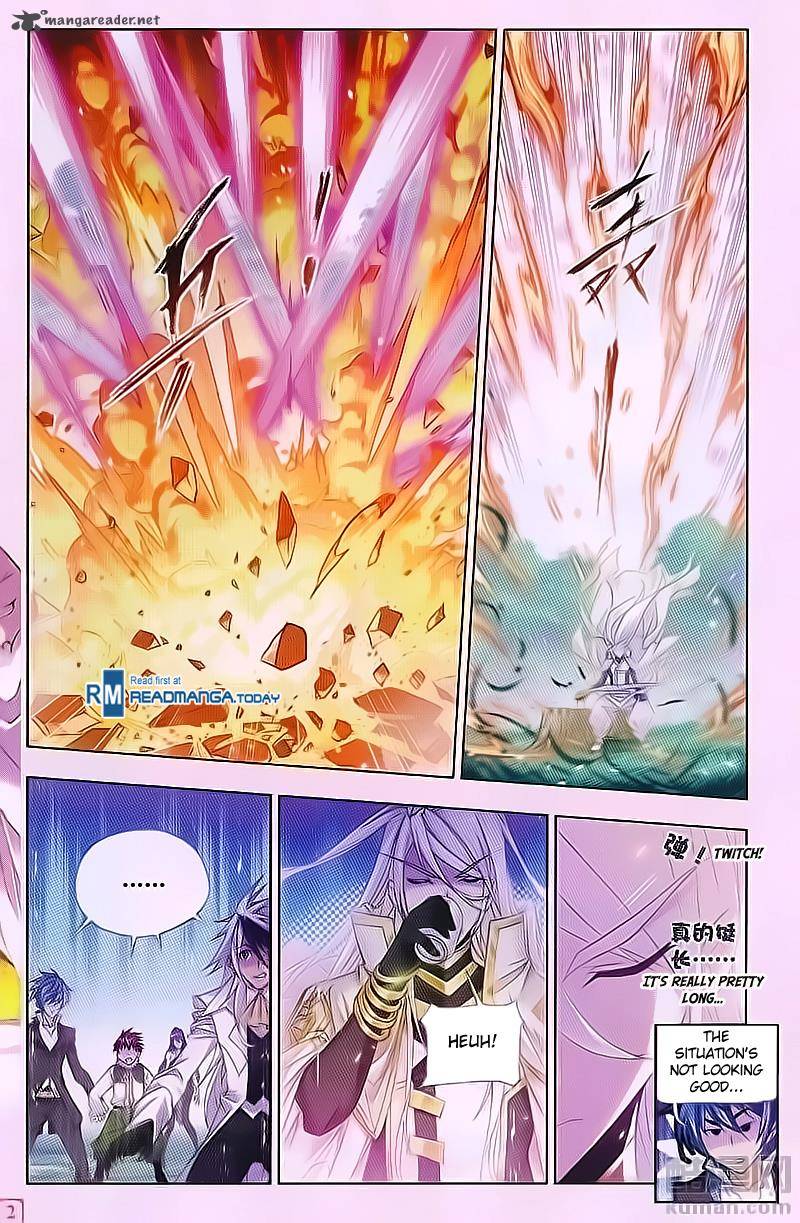 mangareader.net
Read first at
RM READMANGA.TODAY
......
HEUH!
弹! TWITCH!
真的挺
长······
IT'S REALLY PRETTY
LONG...
THE
SITUATION'S
NOT LOOKING
GOOD...
2
kuman.com